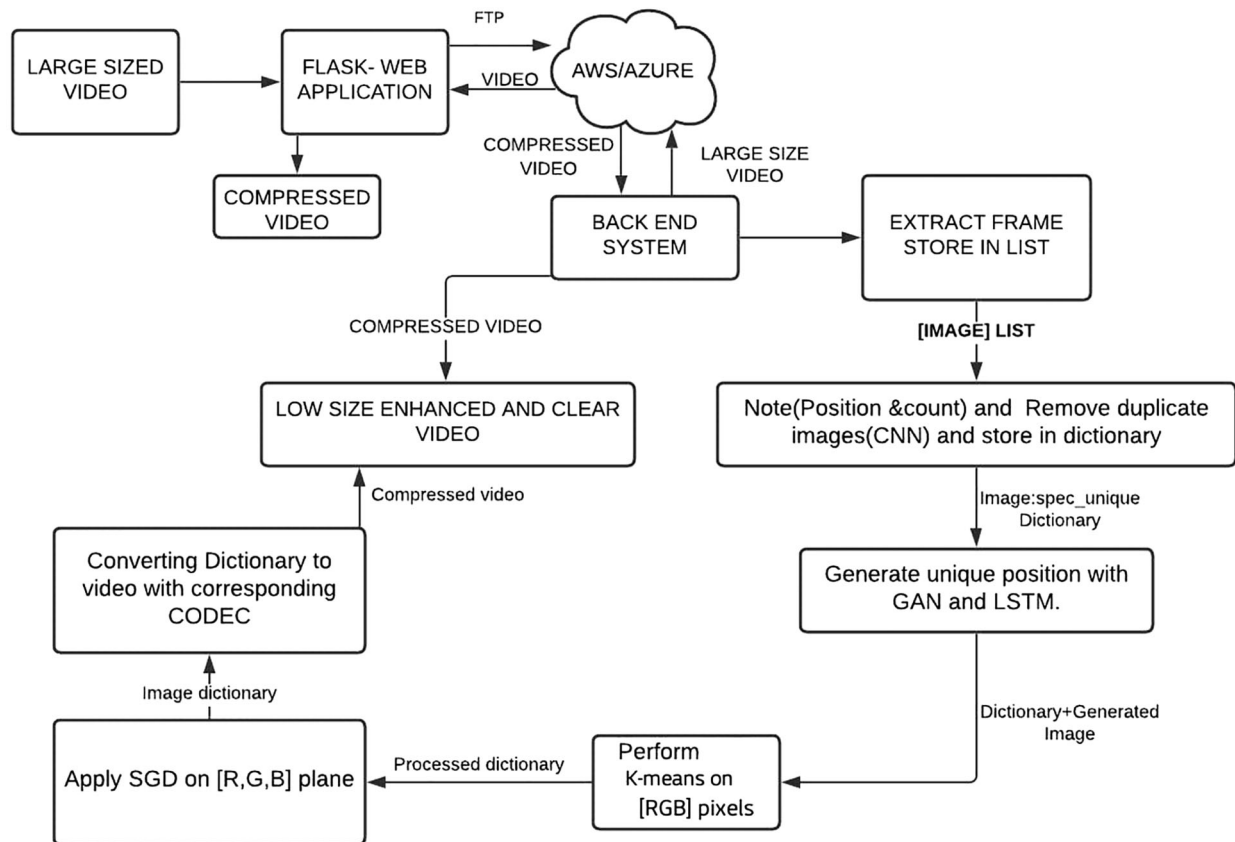 FTP
LARGE SIZED
VIDEO
FLASK- WEB
APPLICATION
VIDEO
AWS/AZURE
COMPRESSED
VIDEO
COMPRESSED
VIDEO
LARGE SIZE
VIDEO
BACK END
SYSTEM
EXTRACT FRAME
STORE IN LIST
COMPRESSED VIDEO
[IMAGE] LIST
LOW SIZE ENHANCED AND CLEAR
VIDEO
Note(Position &count) and Remove duplicate
images(CNN) and store in dictionary
Compressed video
Image:spec_unique
Dictionary
Converting Dictionary to
video with corresponding
CODEC
Generate unique position with
GAN and LSTM.
Image dictionary
Dictionary+Generated
Image
Apply SGD on [R,G,B] plane
Processed dictionary
Perform
K-means on
[RGB] pixels